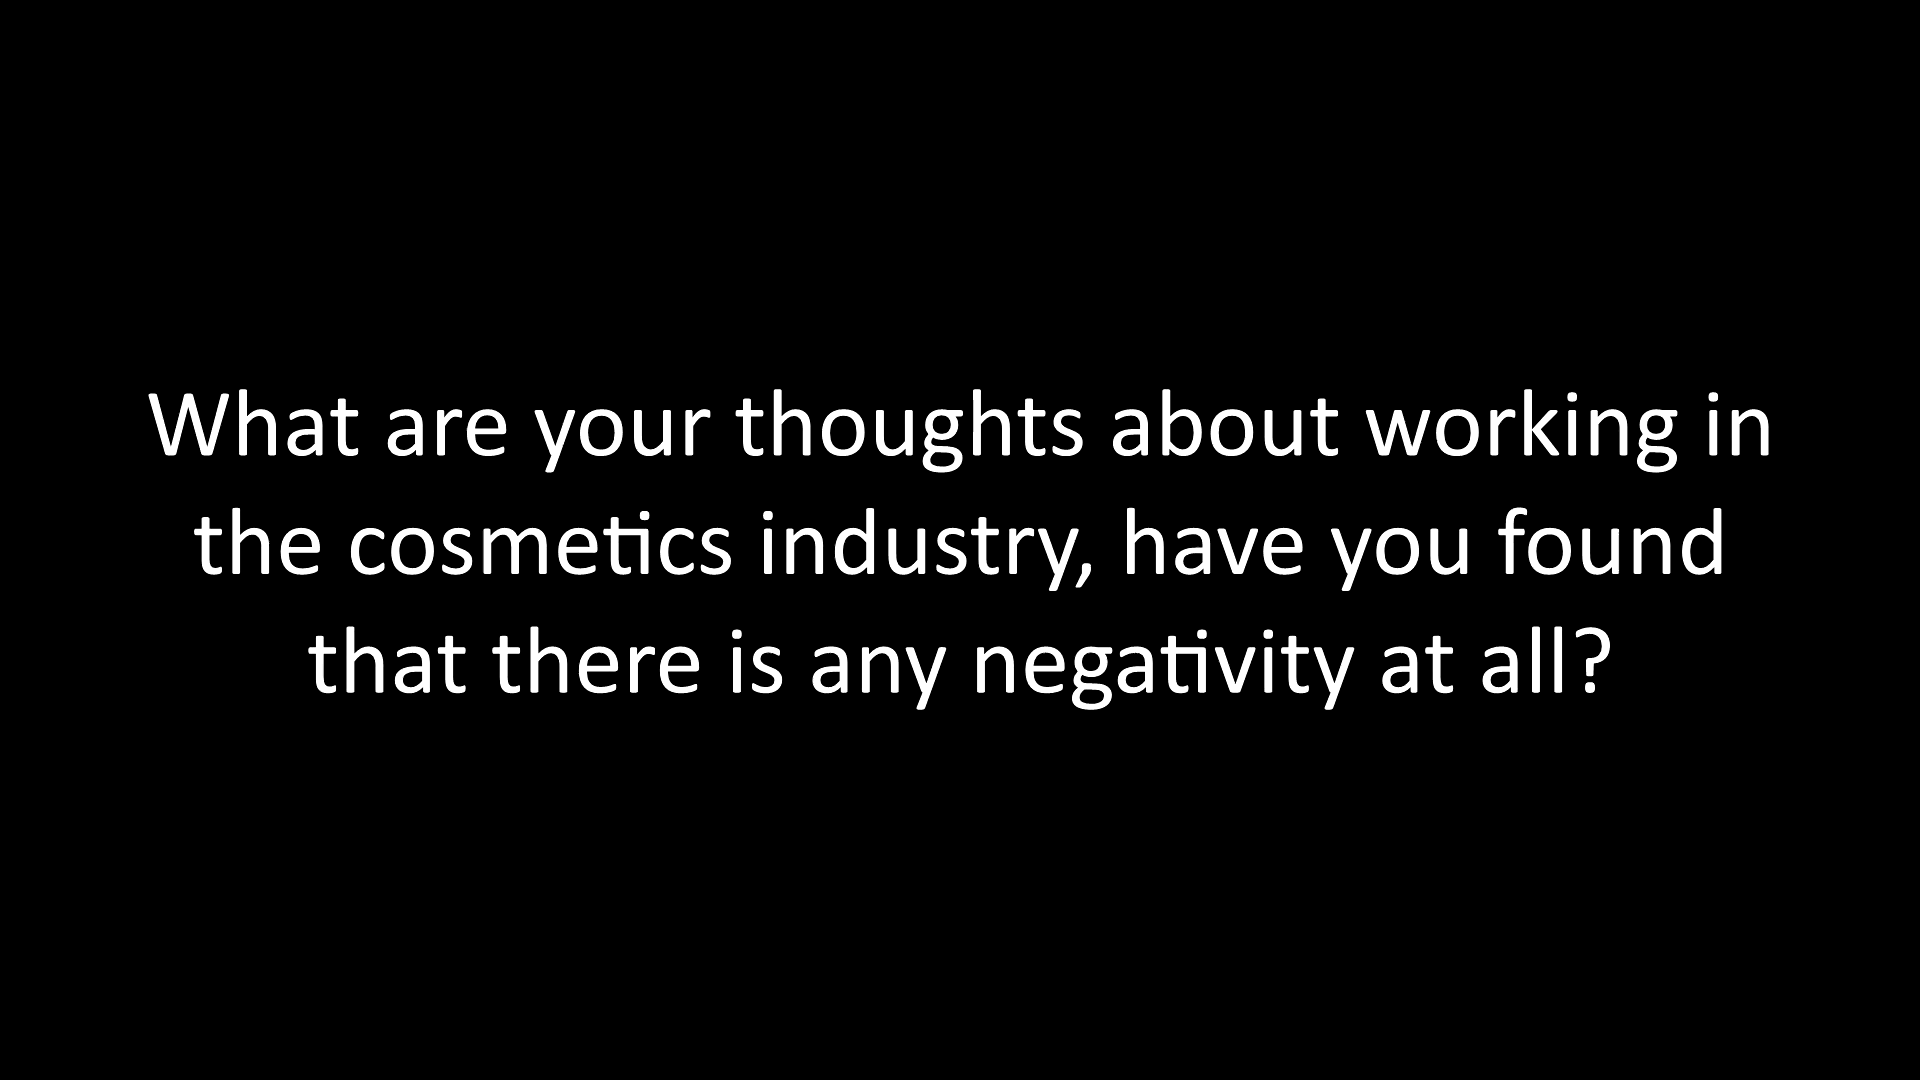 What are your thoughts about working in
the cosmetics industry, have you found
that there is any negativity at all?